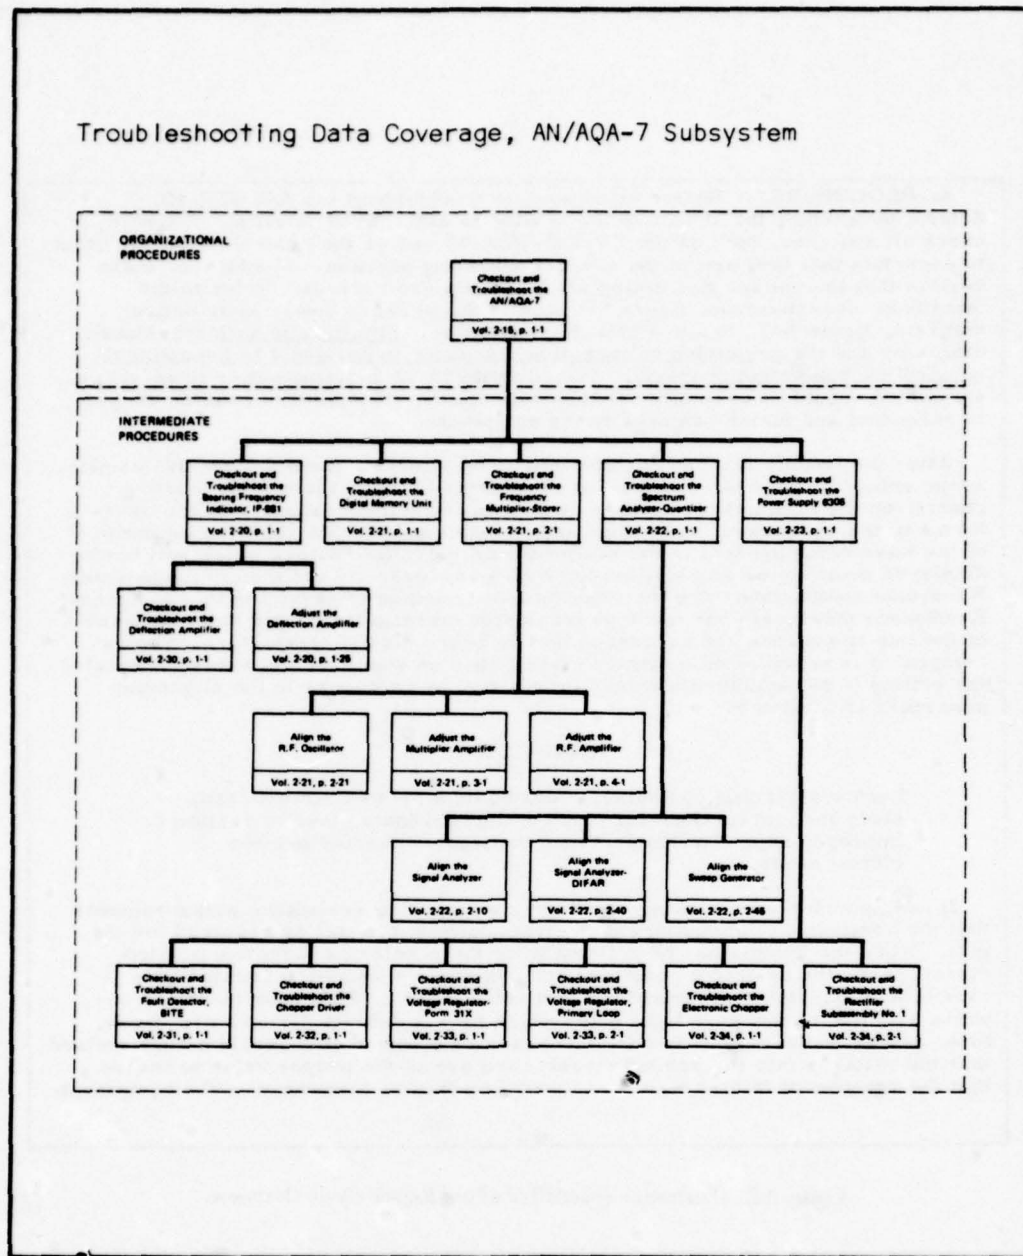 Troubleshooting Data Coverage, AN/AQA-7 Subsystem
ORGANIZATIONAL
PROCEDURES
Checkout and
Troubleshoot the
AN/AQA-7
Vol. 2-15, p. 1-1
INTERMEDIATE
PROCEDURES
Checkout and
Troubleshoot the
Bearing Frequency
Indicator, IP-881
Vol. 2-20, p. 1-1
Checkout and
Troubleshoot the
Digital Delay Line Unit
Vol. 2-21, p. 1-1
Checkout and
Troubleshoot the
Frequency
Multiplier-Storer
Vol. 2-21, p. 2-1
Checkout and
Troubleshoot the
Spectrum
Analyzer-Quantizer
Vol. 2-22, p. 1-1
Checkout and
Troubleshoot the
Power Supply 6306
Vol. 2-23, p. 1-1
Checkout and
Troubleshoot the
Deflection Amplifier
Vol. 2-30, p. 1-1
Adjust the
Deflection Amplifier
Vol. 2-20, p. 1-25
Align the
R.F. Oscillator
Vol. 2-21, p. 2-21
Adjust the
Multiplier Amplifier
Vol. 2-21, p. 3-1
Adjust the
R.F. Amplifier
Vol. 2-21, p. 4-1
Align the
Signal Analyzer
Vol. 2-22, p. 2-10
Align the
Signal Analyzer-
DIFAR
Vol. 2-22, p. 2-40
Align the
Sweep Generator
Vol. 2-22, p. 2-46
Checkout and
Troubleshoot the
Fault Detector,
BITE
Vol. 2-31, p. 1-1
Checkout and
Troubleshoot the
Chopper Driver
Vol. 2-32, p. 1-1
Checkout and
Troubleshoot the
Voltage Regulator-
Porm 31X
Vol. 2-33, p. 1-1
Checkout and
Troubleshoot the
Voltage Regulator,
Primary Loop
Vol. 2-33, p. 2-1
Checkout and
Troubleshoot the
Electronic Chopper
Vol. 2-34, p. 1-1
Checkout and
Troubleshoot the
Rectifier
Subassembly No. 1
Vol. 2-34, p. 2-1